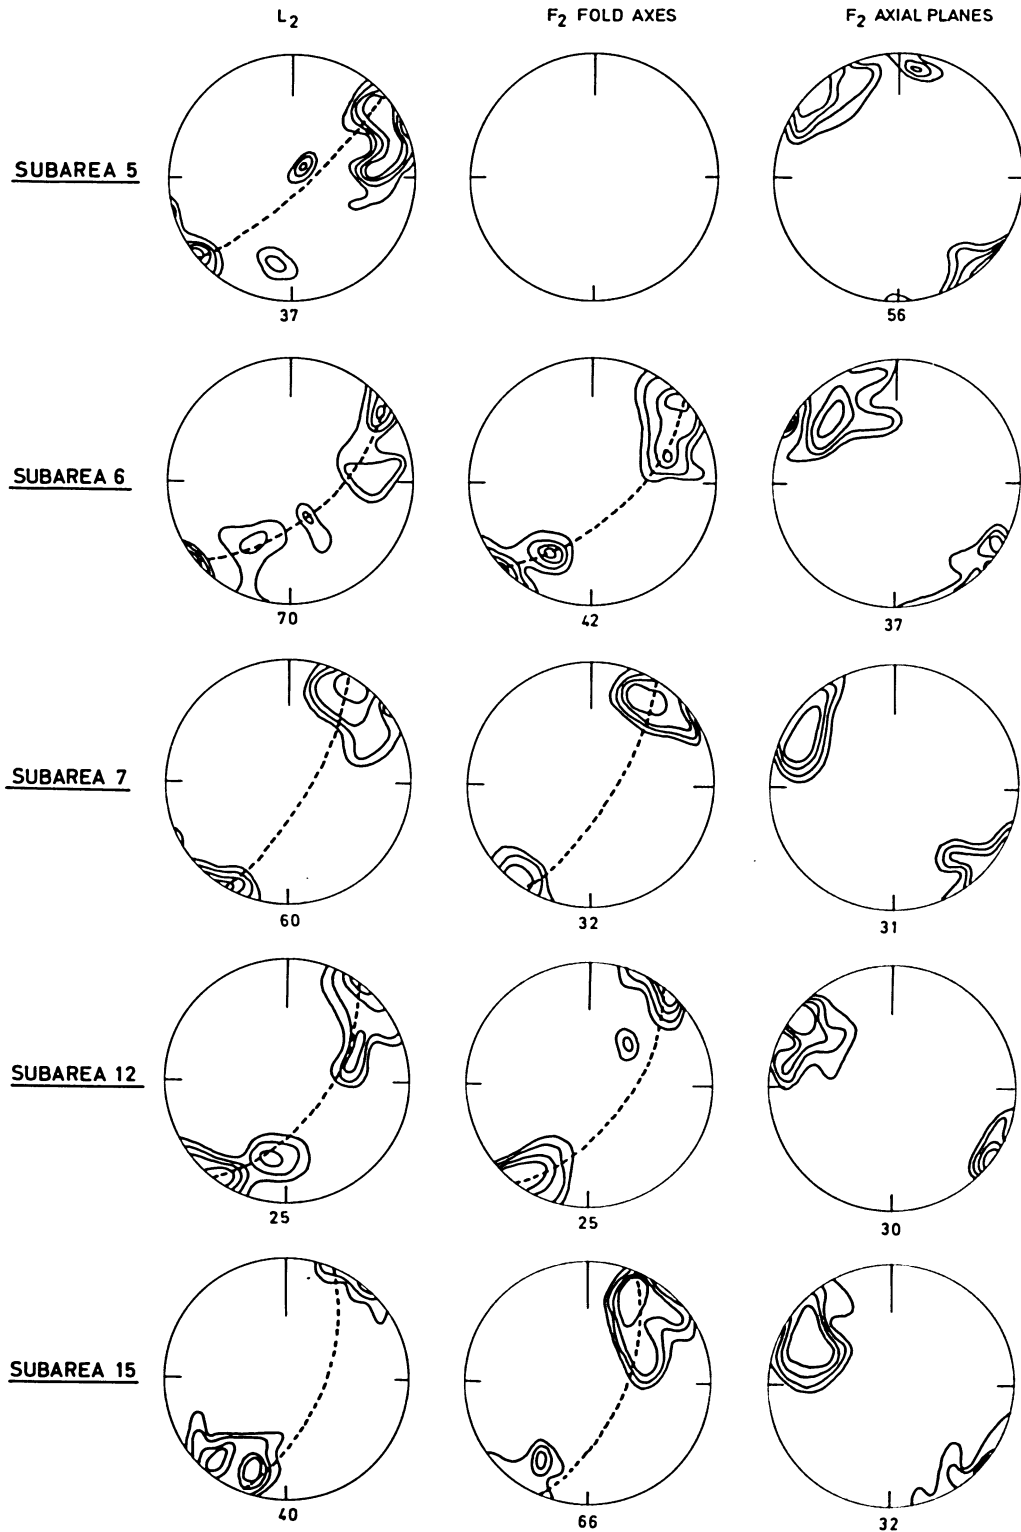 L2 F2 FOLD AXES F2 AXIAL PLANES
SUBAREA 5
37 56
SUBAREA 6
70 42 37
SUBAREA 7
60 32 31
SUBAREA 12
25 25 30
SUBAREA 15
40 66 32